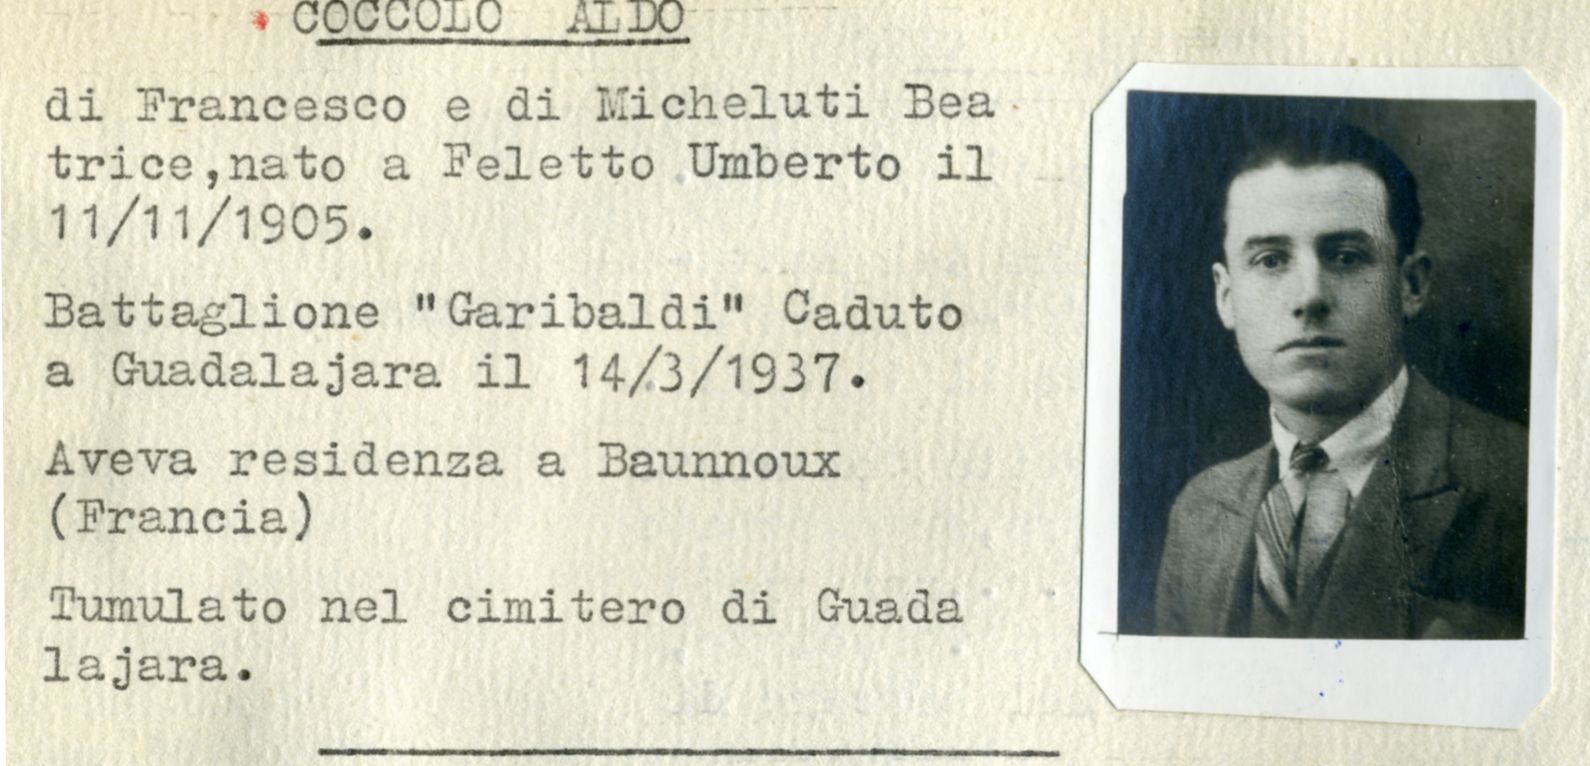 COCCOLO ALDO
di Francesco e di Micheluti Bea
trice,nato a Feletto Umberto il
11/11/1905.
Battaglione "Garibaldi" Caduto
a Guadalajara il 14/3/1937.
Aveva residenza a Baunnoux
(Francia)
Tumulato nel cimitero di Guada
lajara.